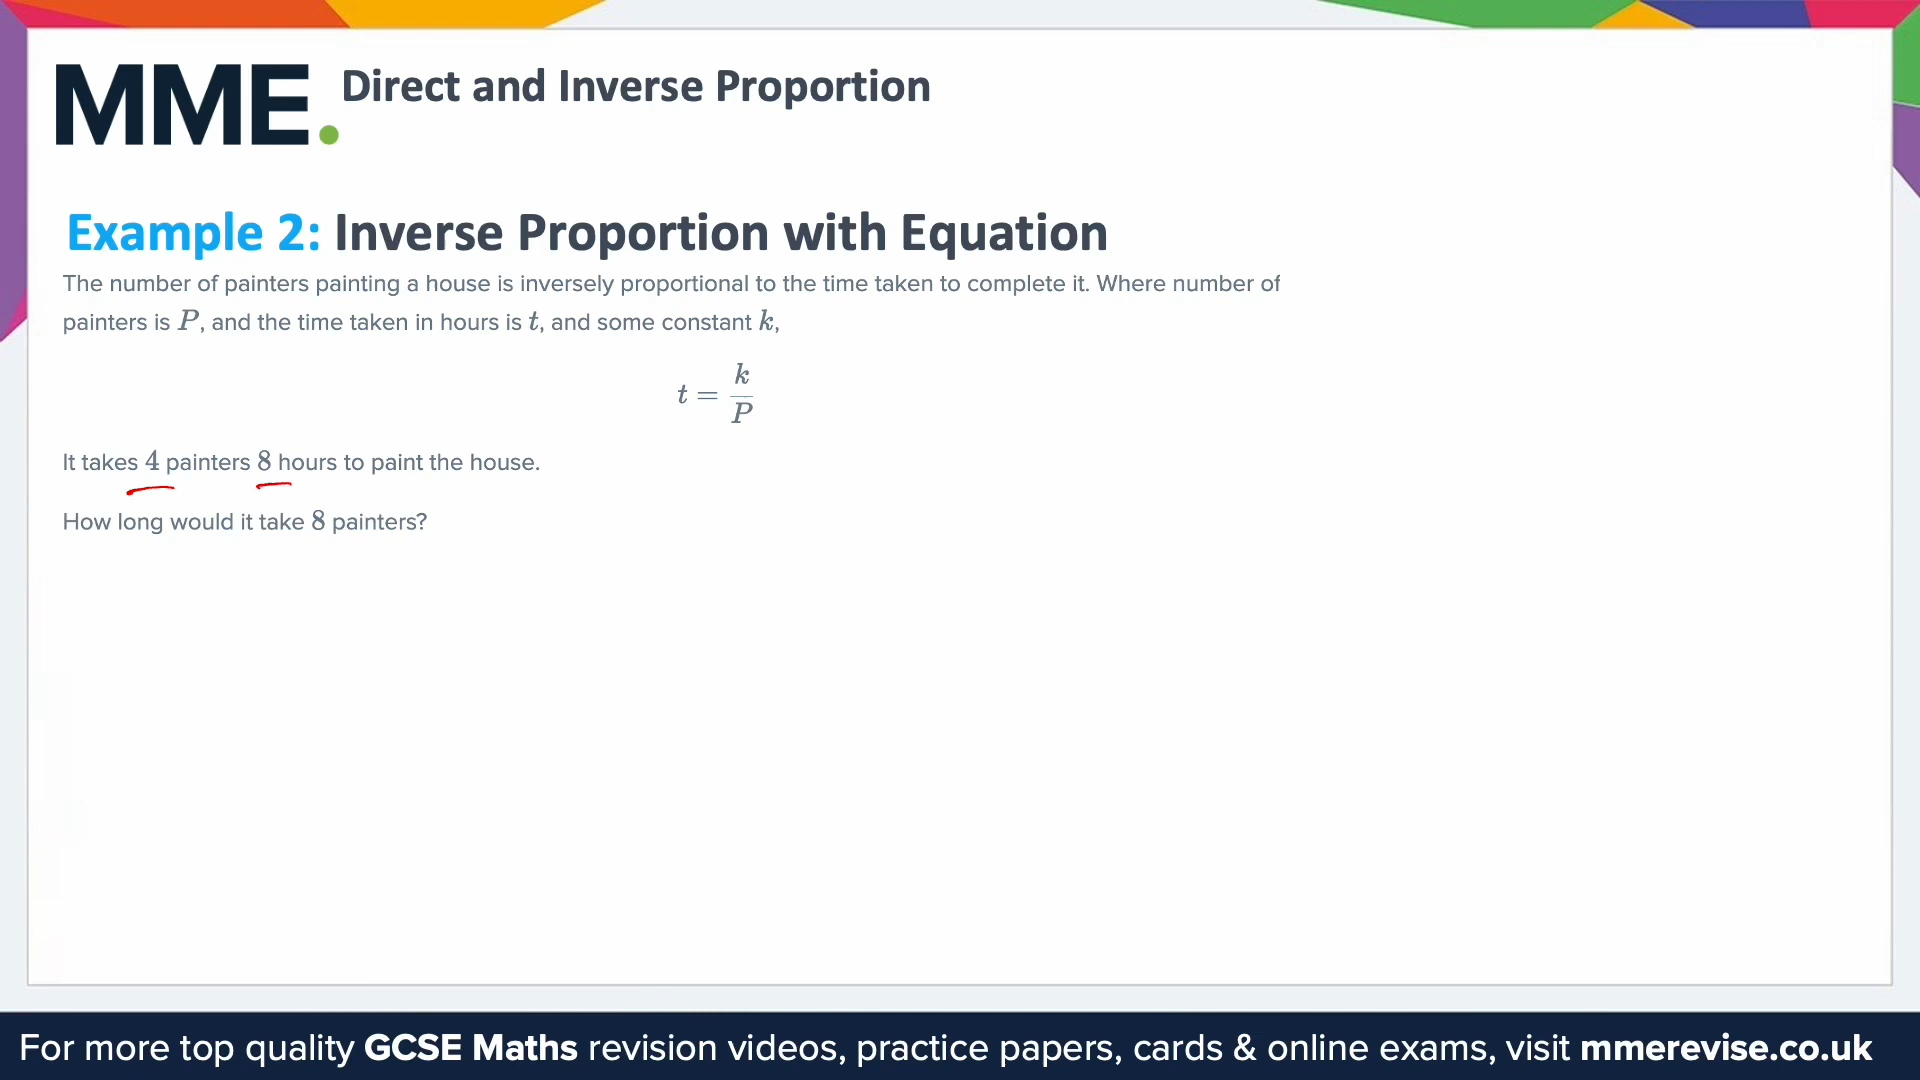 MME.
Direct and Inverse Proportion
Example 2: Inverse Proportion with Equation
The number of painters painting a house is inversely proportional to the time taken to complete it. Where number of
painters is P, and the time taken in hours is t, and some constant k,
t = k/P
It takes 4 painters 8 hours to paint the house.
How long would it take 8 painters?
For more top quality GCSE Maths revision videos, practice papers, cards & online exams, visit mmerevise.co.uk